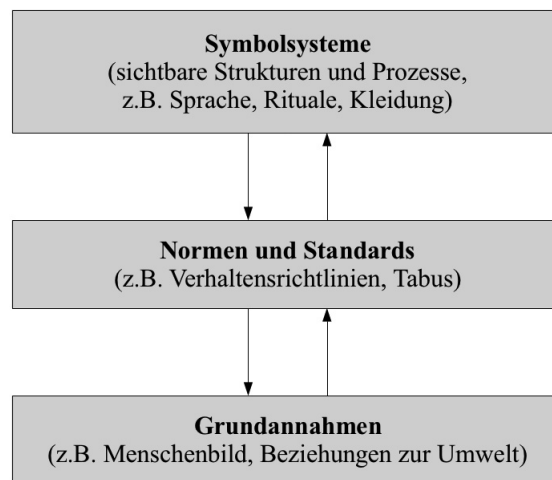 Symbolsysteme
(sichtbare Strukturen und Prozesse,
z.B. Sprache, Rituale, Kleidung)
Normen und Standards
(z.B. Verhaltensrichtlinien, Tabus)
Grundannahmen
(z.B. Menschenbild, Beziehungen zur Umwelt)